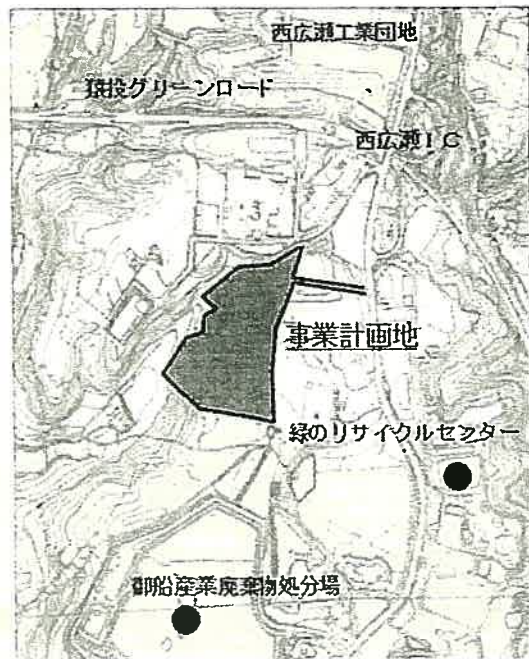 西広瀬工業団地
猿投グリーンロード
西広瀬IC
事業計画地
緑のリサイクルセンター
御船産業廃棄物処分場